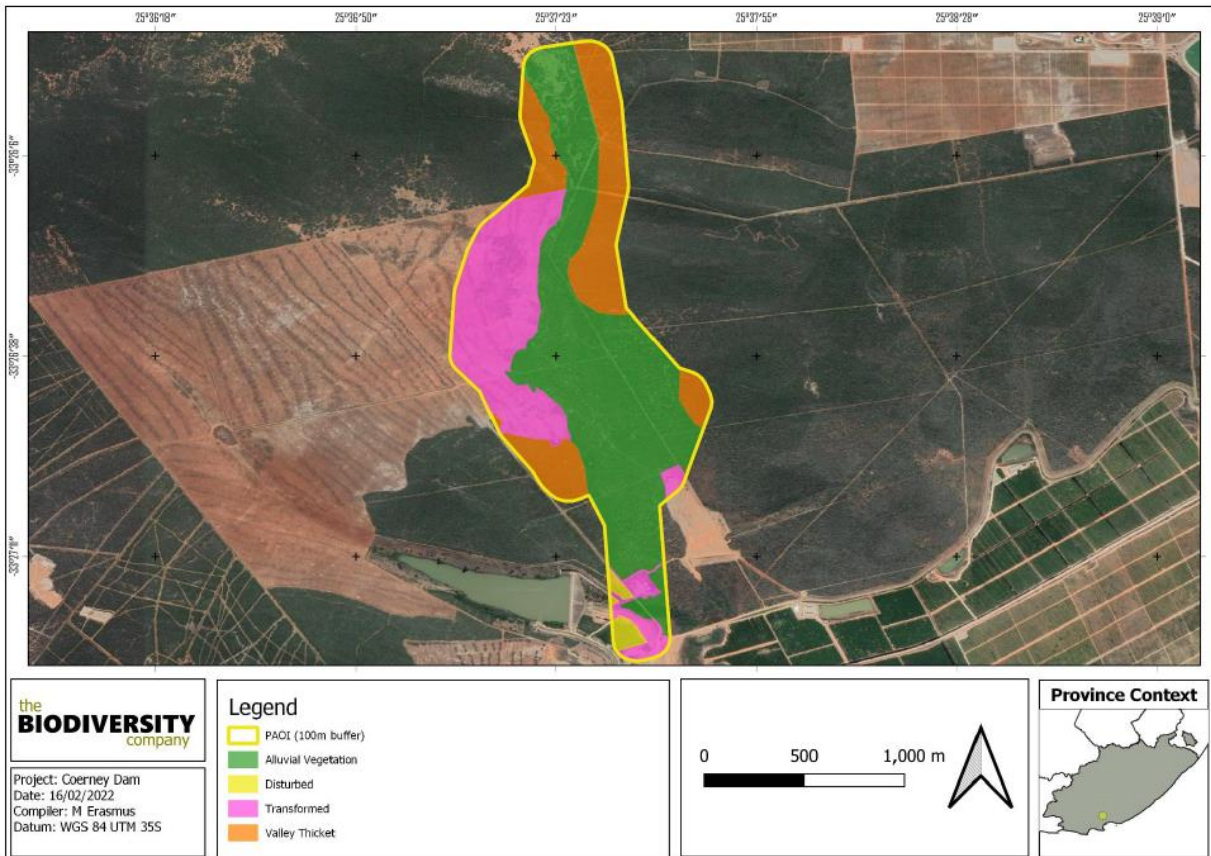 25°36'18" 25°36'50" 25°37'23" 25°37'55" 25°38'28" 25°39'0"
-33°26'6"
-33°26'38"
-33°27'11"
the
BIODIVERSITY
company
Project: Coerney Dam
Date: 16/02/2022
Compiler: M Erasmus
Datum: WGS 84 UTM 35S
Legend
PAOI (100m buffer)
Alluvial Vegetation
Disturbed
Transformed
Valley Thicket
0 500 1,000 m
Province Context